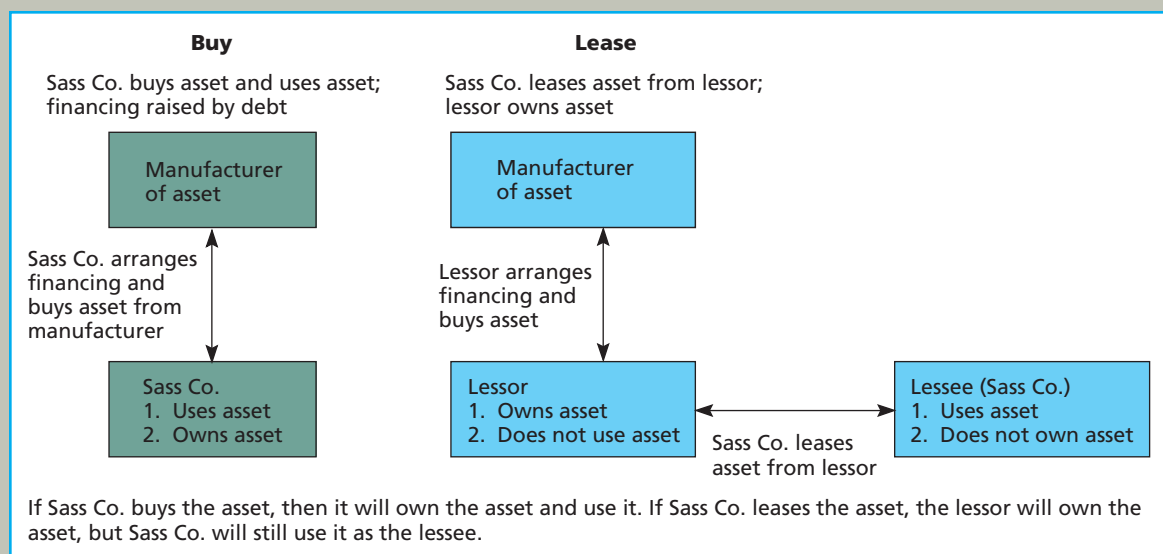 Buy
Sass Co. buys asset and uses asset;
financing raised by debt
Manufacturer
of asset
Sass Co. arranges
financing and
buys asset from
manufacturer
Sass Co.
1. Uses asset
2. Owns asset
Lease
Sass Co. leases asset from lessor;
lessor owns asset
Manufacturer
of asset
Lessor arranges
financing and
buys asset
Lessor
1. Owns asset
2. Does not use asset
Sass Co. leases
asset from lessor
Lessee (Sass Co.)
1. Uses asset
2. Does not own asset
If Sass Co. buys the asset, then it will own the asset and use it. If Sass Co. leases the asset, the lessor will own the
asset, but Sass Co. will still use it as the lessee.